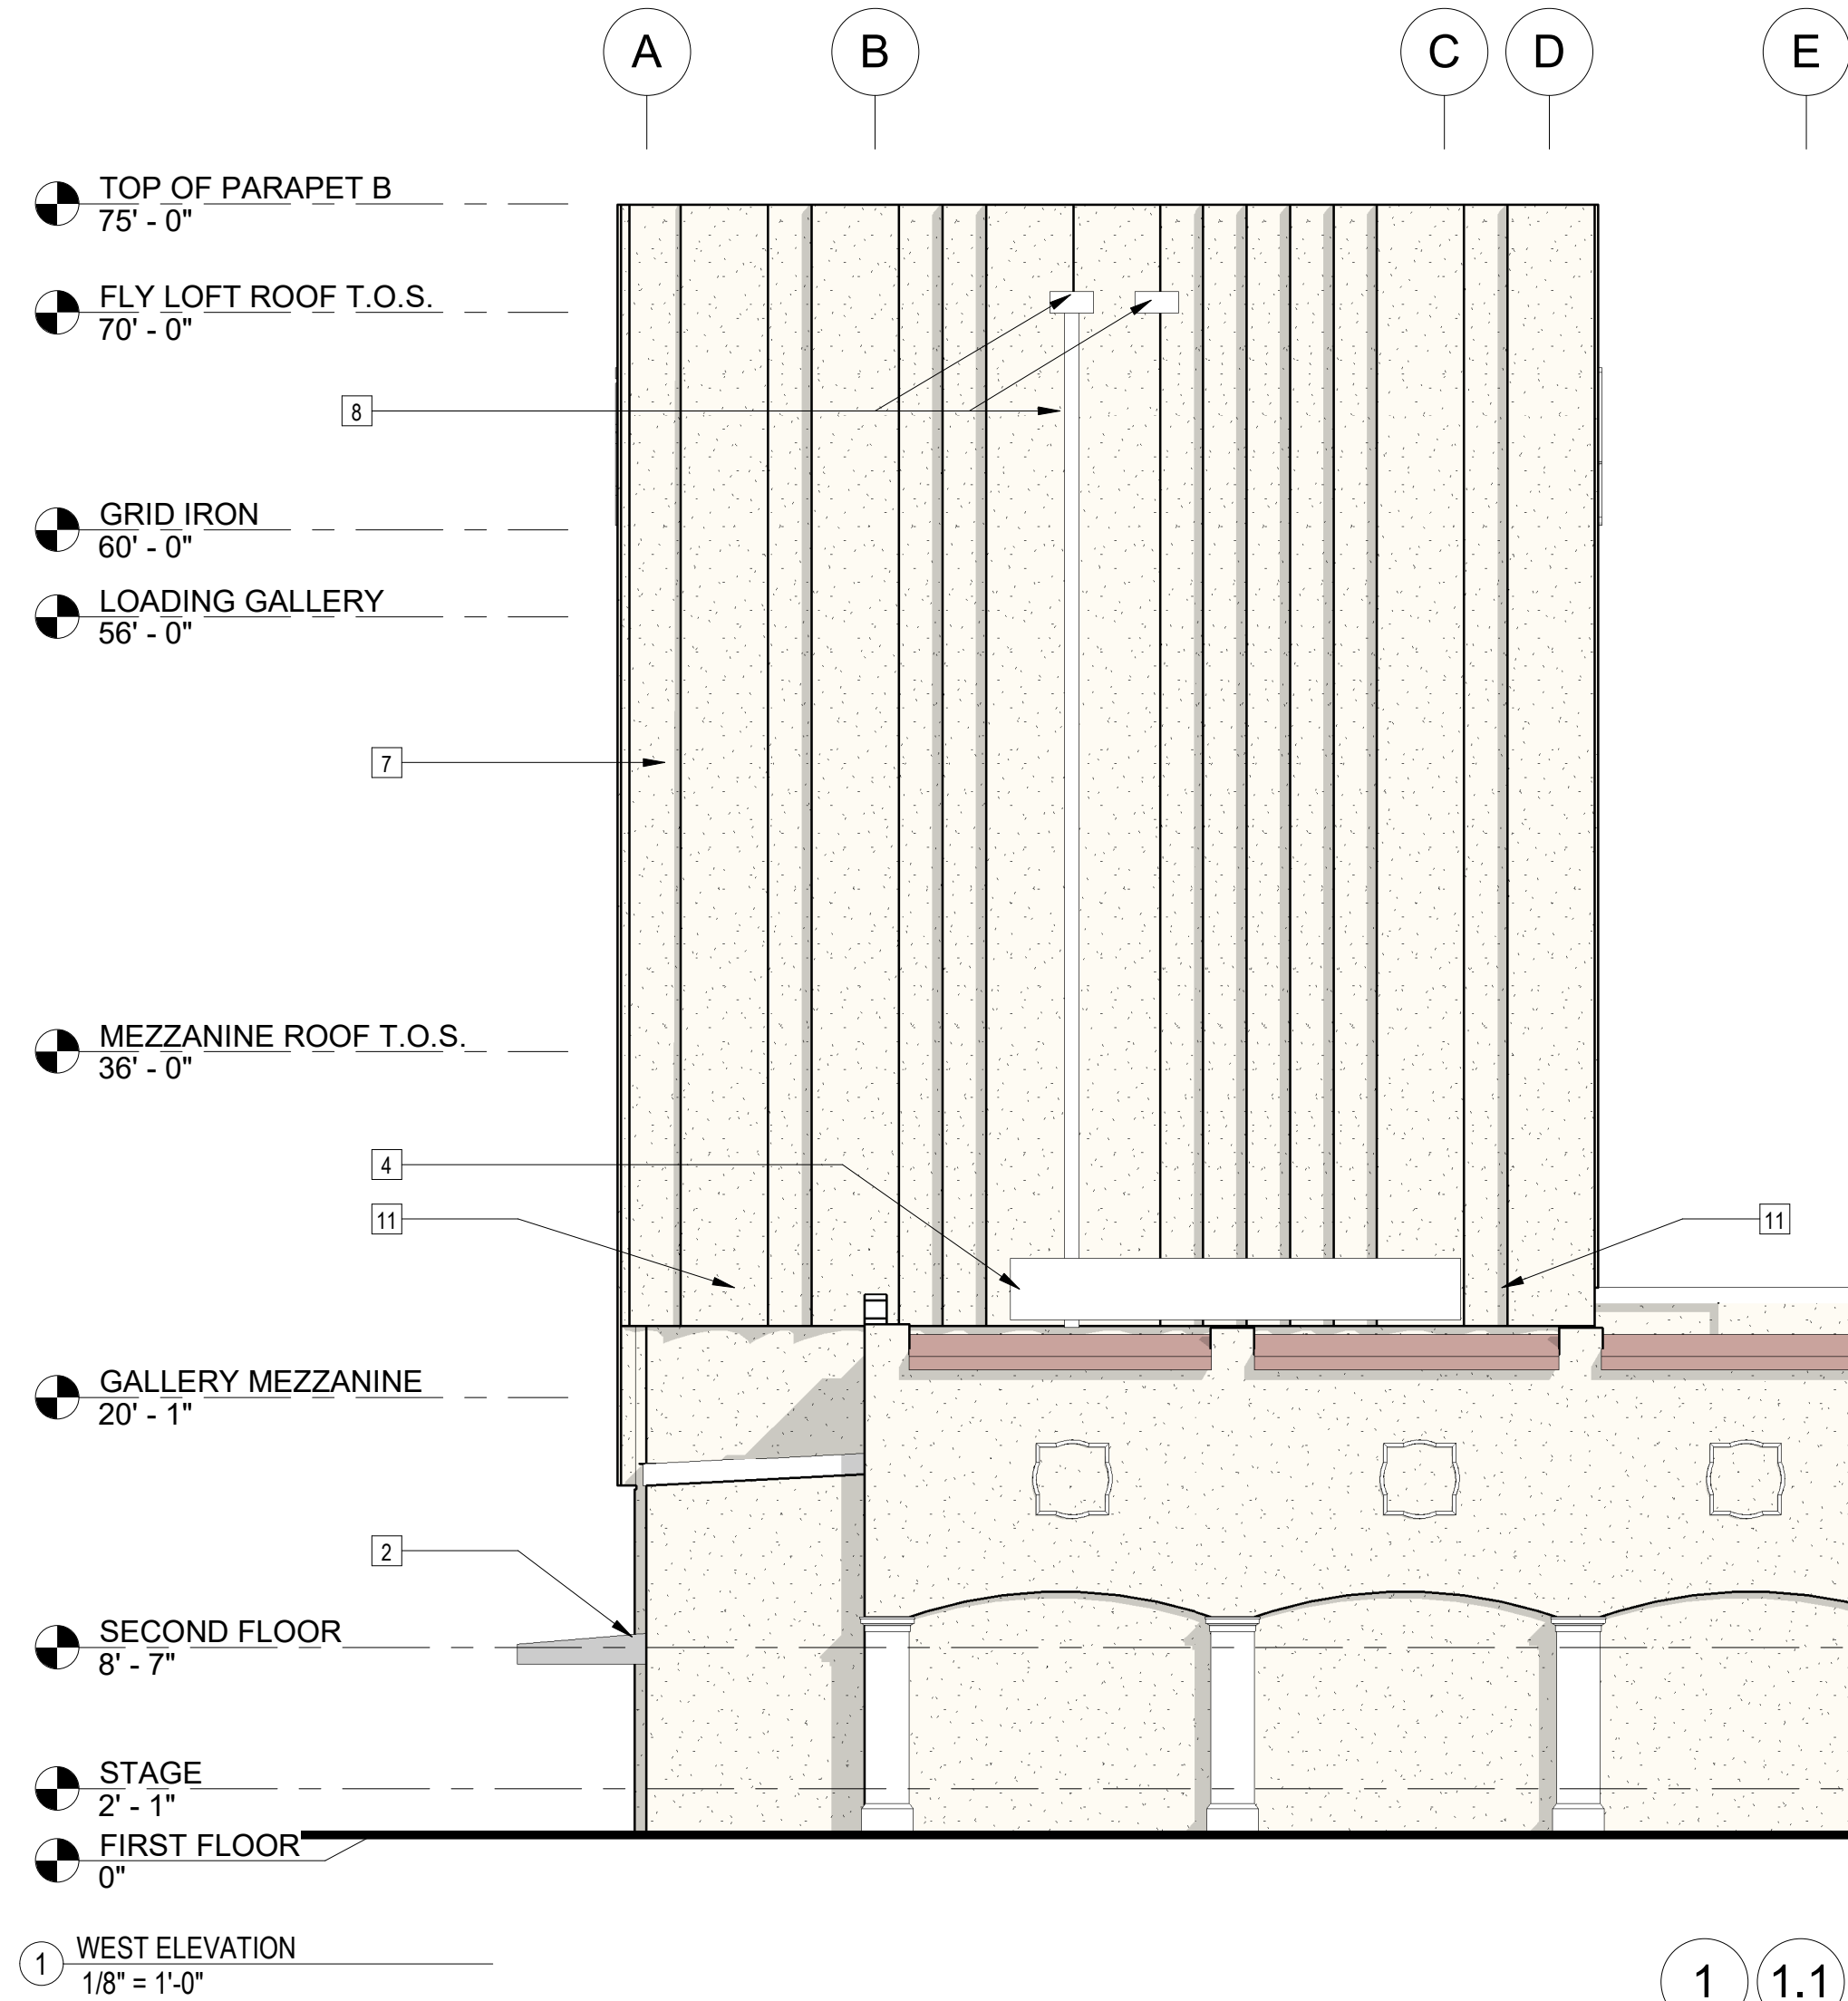 A B C D E
TOP OF PARAPET B
75' - 0"
FLY LOFT ROOF T.O.S.
70' - 0"
8
GRID IRON
60' - 0"
LOADING GALLERY
56' - 0"
7
MEZZANINE ROOF T.O.S.
36' - 0"
4
11 11
GALLERY MEZZANINE
20' - 1"
2
SECOND FLOOR
8' - 7"
STAGE
2' - 1"
FIRST FLOOR
0"
1 WEST ELEVATION
1/8" = 1'-0"
1 1.1